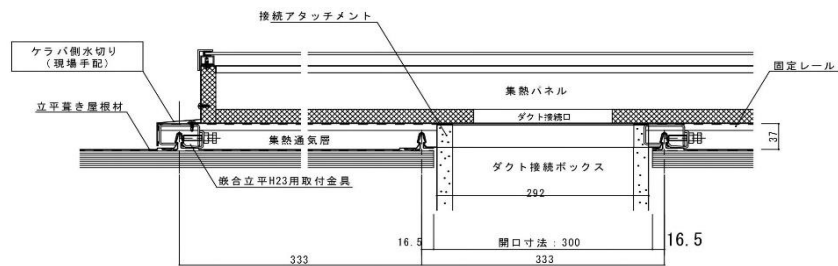 接続アタッチメント
ケラバ側水切り
（現場手配）
固定レール
集熱パネル
立平葺き屋根材
ダクト接続口
集熱通気層
37
ダクト接続ボックス
嵌合立平H23用取付金具
292
16.5
開口寸法：300
16.5
333
333